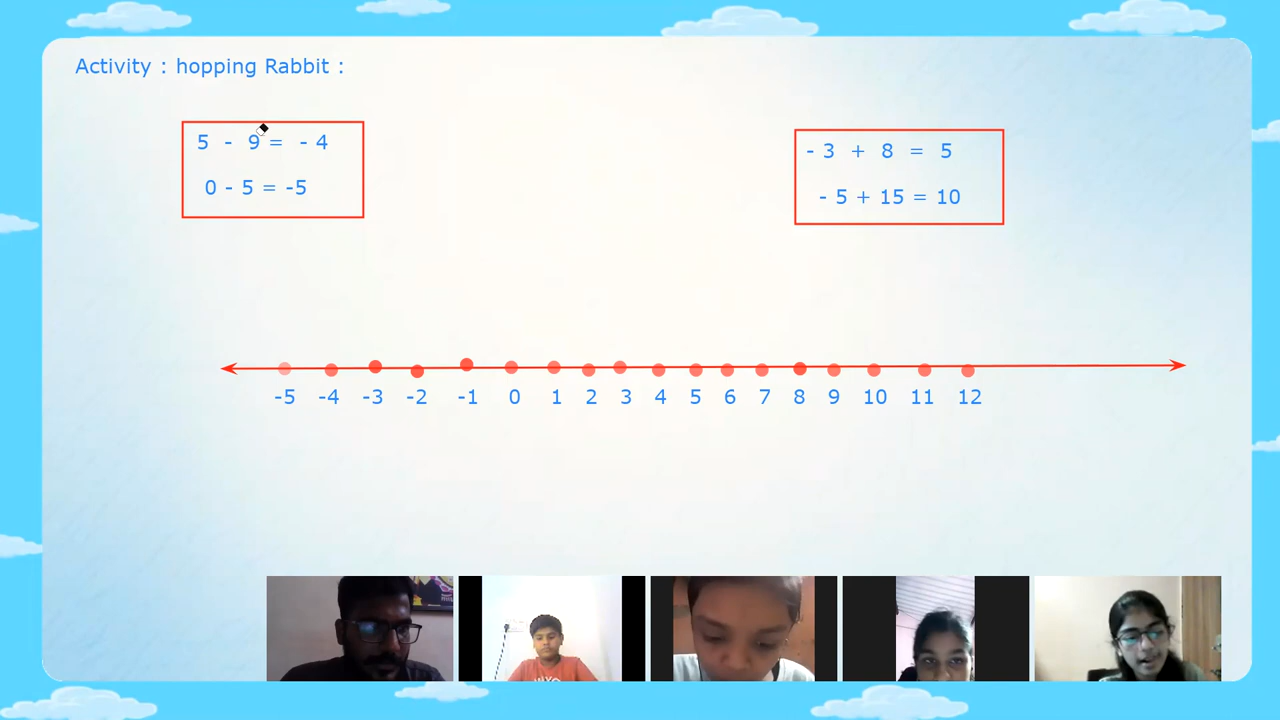 Activity : hopping Rabbit :
5 - 9 = - 4
0 - 5 = -5
- 3 + 8 = 5
- 5 + 15 = 10
-5 -4 -3 -2 -1 0 1 2 3 4 5 6 7 8 9 10 11 12